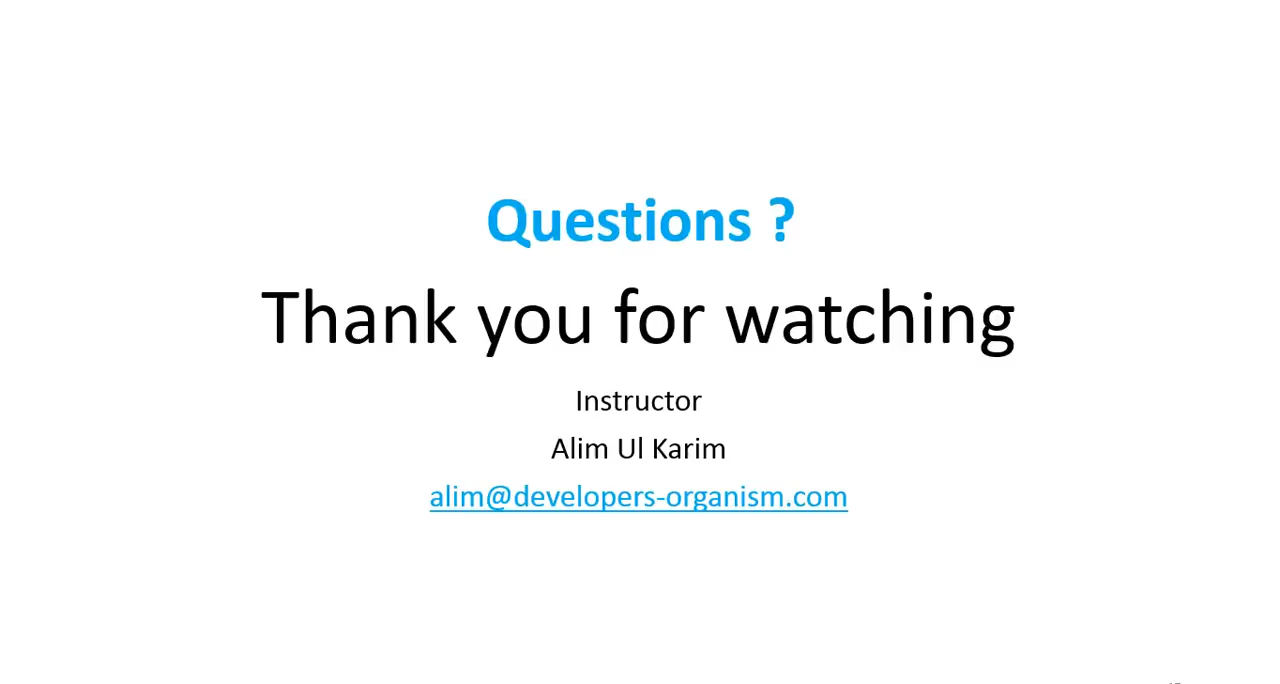 Questions ?
Thank you for watching
Instructor
Alim Ul Karim
alim@developers-organism.com